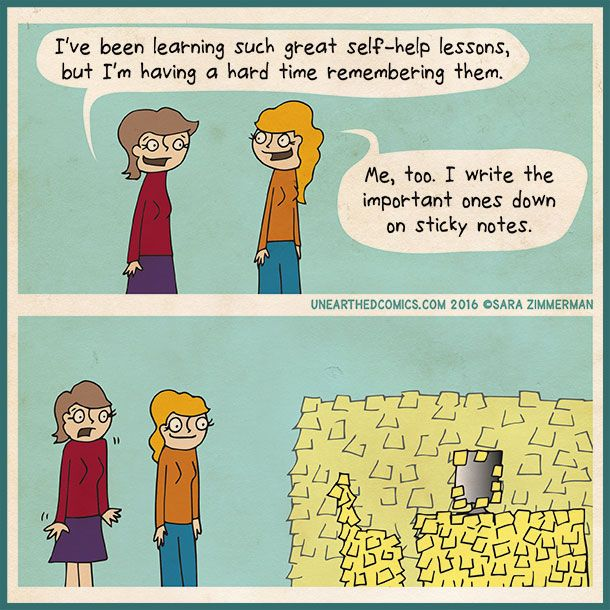 I've been learning such great self-help lessons,
but I'm having a hard time remembering them.
Me, too. I write the
important ones down
on sticky notes.
UNEARTHEDCOMICS.COM 2016 ©SARA ZIMMERMAN